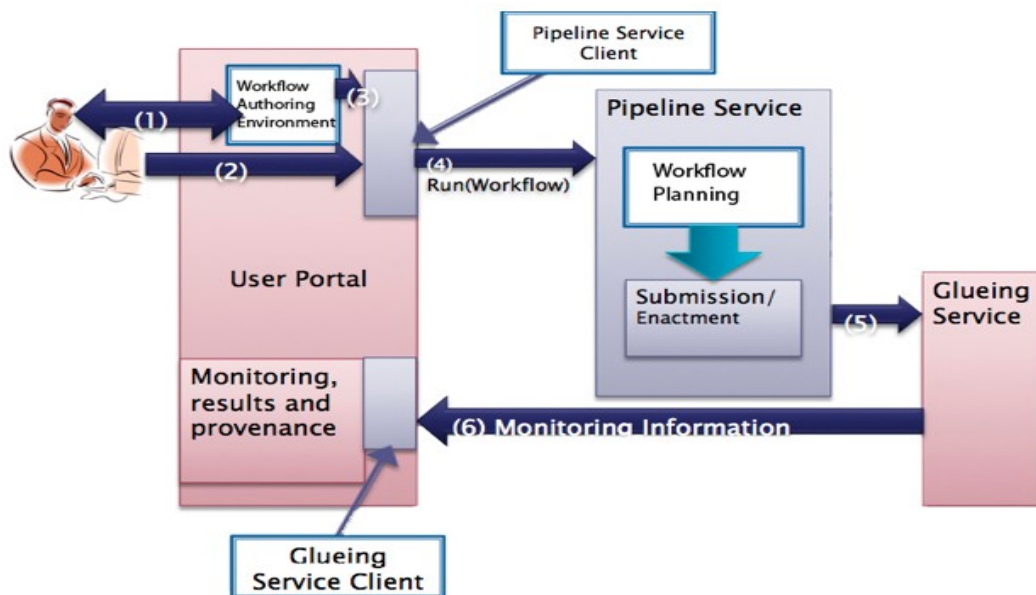 Pipeline Service
Client
Workflow
Authoring
Environment
(3)
(1)
(2)
(4)
Run(Workflow)
Pipeline Service
Workflow
Planning
Submission/
Enactment
(5)
Glueing
Service
User Portal
Monitoring,
results and
provenance
(6) Monitoring Information
Glueing
Service Client